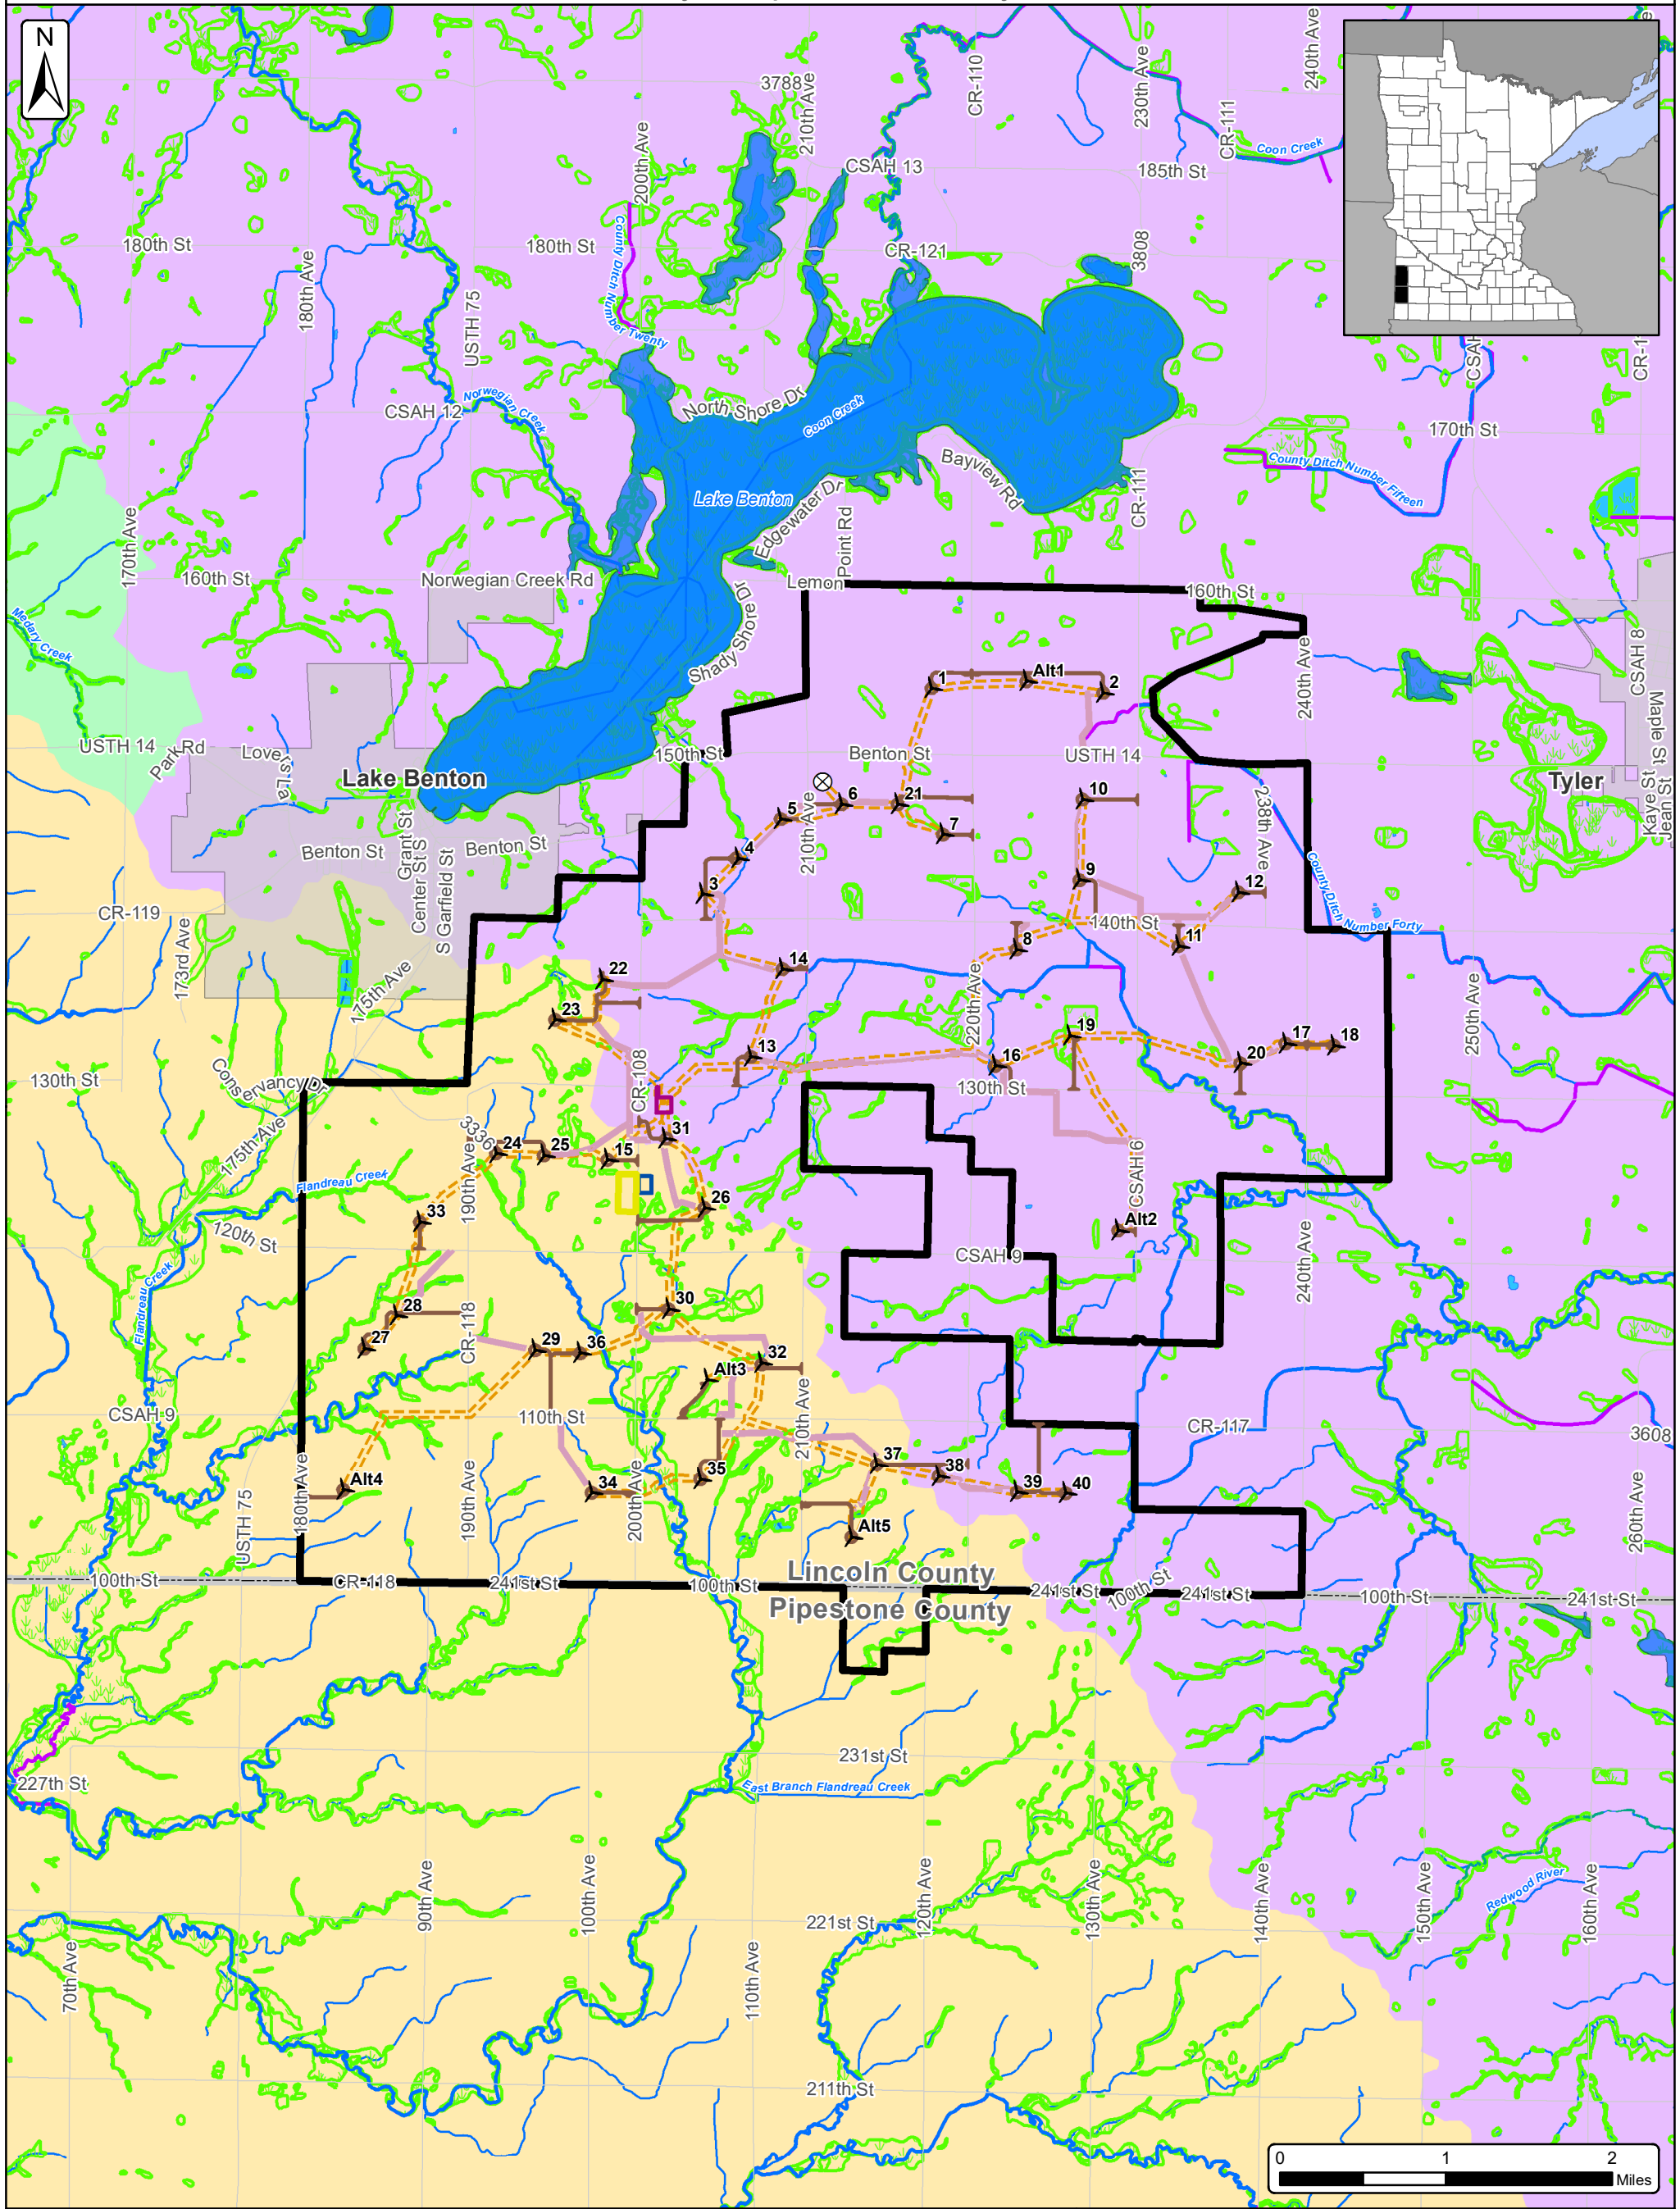 N
3788
210th Ave
CR-110
230th Ave
240th Ave
CR-111
Coon Creek
185th St
CSAH 13
200th Ave
180th St
180th St
County Ditch Number Twenty
CR-121
3808
180th Ave
USTH 75
CSAH 12
Norwegian Creek
North Shore Dr
Coon Creek
Lake Benton
Edgewater Dr
Bayview Rd
CR-111
170th St
County Ditch Number Fifteen
170th Ave
160th St
Norwegian Creek Rd
Lemon
Point Rd
160th St
Medary Creek
Shady Shore Dr
240th Ave
CSAH 8
Maple St
1
Alt1
2
USTH 14
Park Rd
Lovers La
150th St
Benton St
USTH 14
Lake Benton
Tyler
Kaye St
Jean St
10
6
21
5
7
210th Ave
238th Ave
Grant St
Center St S
S Garfield St
Benton St
Benton St
4
3
9
12
County Ditch Number Forty
CR-119
140th St
11
8
173rd Ave
175th Ave
14
22
220th Ave
250th Ave
23
19
17
18
13
16
20
130th St
Conservancy Dr
CR-108
130th St
175th Ave
3336
24
25
31
15
CSAH 6
Flandreau Creek
190th Ave
26
33
Alt2
120th St
CSAH 9
240th Ave
Flandreau Creek
30
28
CR-118
27
29
36
32
Alt3
CSAH 9
110th St
210th Ave
CR-117
3608
37
38
35
Alt4
34
39
40
180th Ave
190th Ave
200th Ave
USTH 75
260th Ave
Alt5
Lincoln County
100th St
CR-118
241st St
100th St
241st St
100th St
241st St
100th St
241st St
Pipestone County
231st St
227th St
East Branch Flandreau Creek
90th Ave
100th Ave
120th Ave
130th Ave
140th Ave
150th Ave
160th Ave
Redwood River
221st St
70th Ave
110th Ave
211th St
0
1
2
Miles